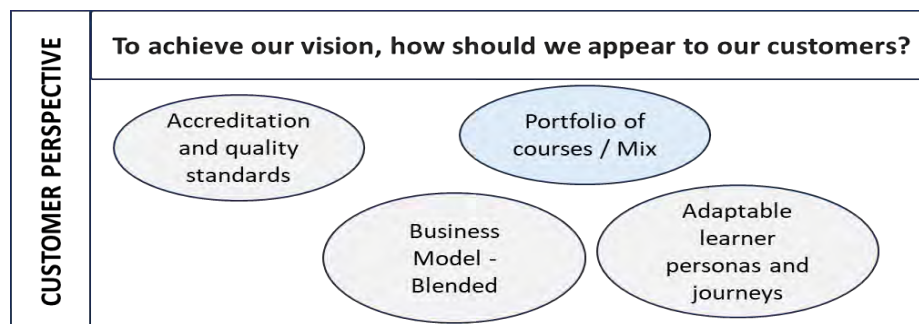 CUSTOMER PERSPECTIVE
To achieve our vision, how should we appear to our customers?
Accreditation
and quality
standards
Portfolio of
courses / Mix
Business
Model -
Blended
Adaptable
learner
personas and
journeys